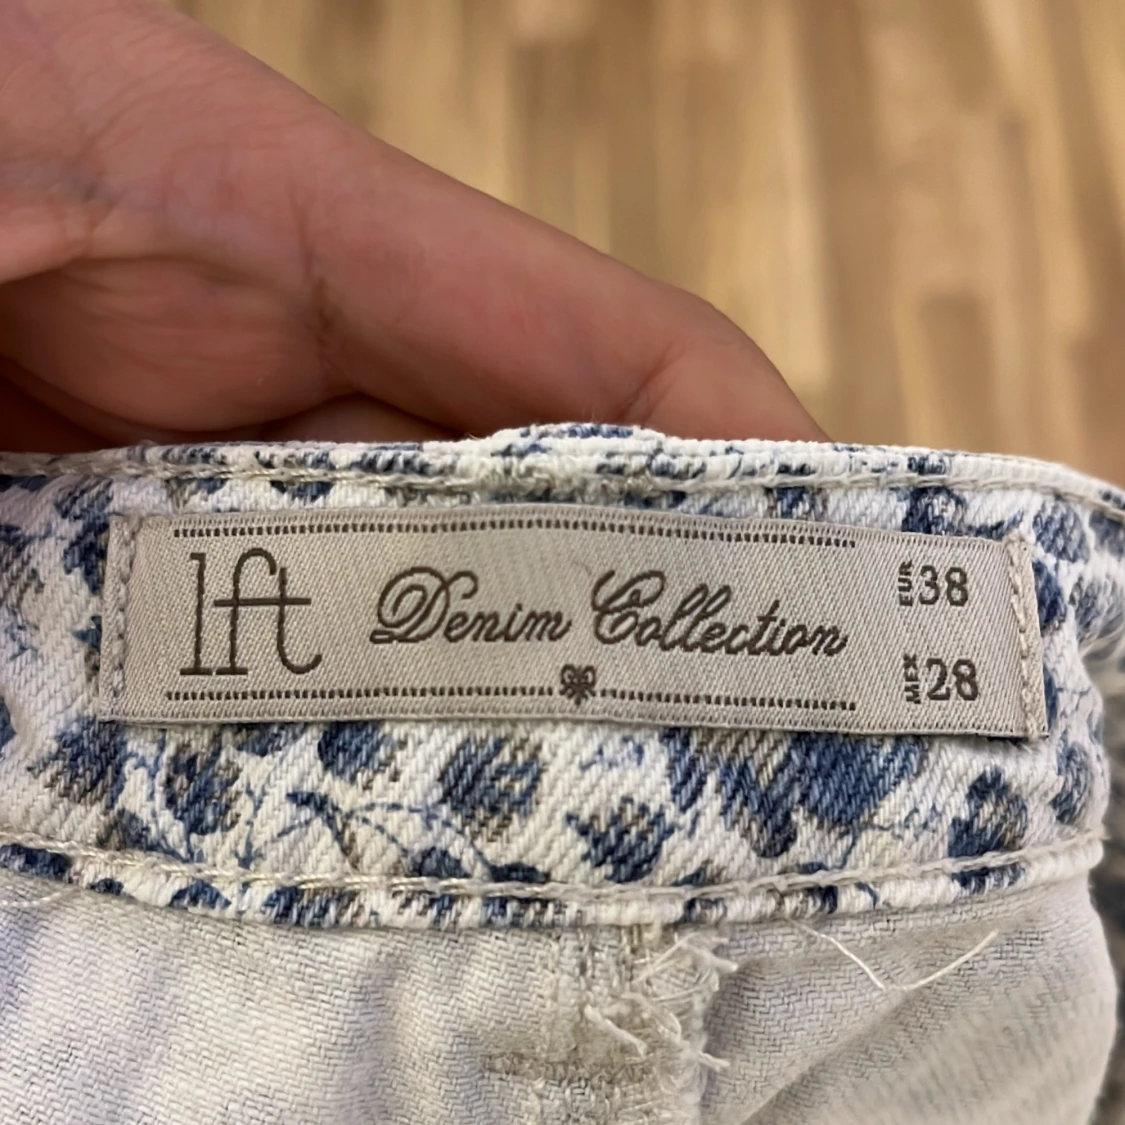 lft Denim Collection
EUR 38
MEX 28